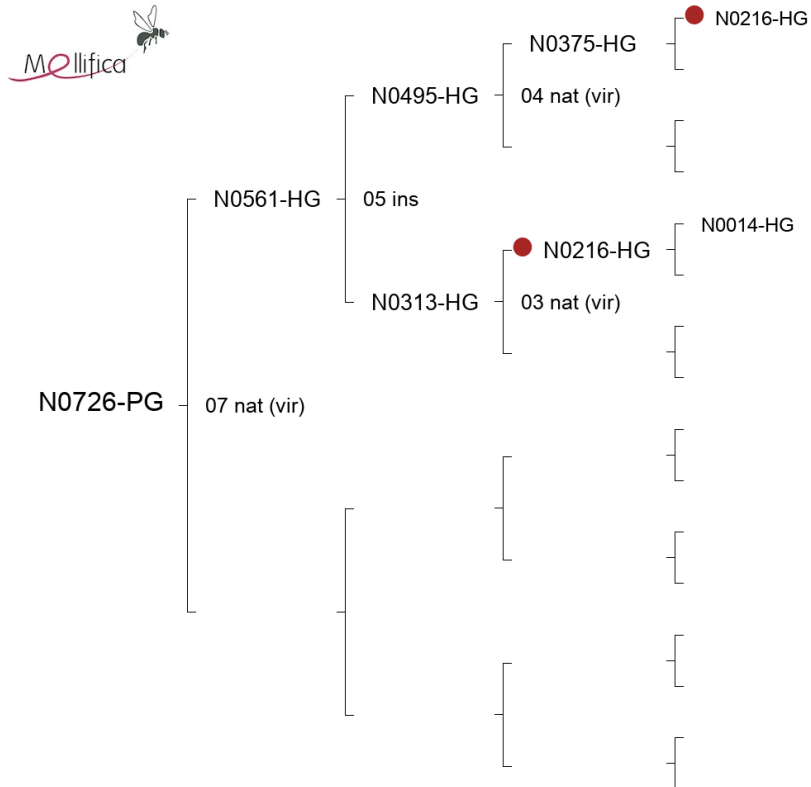 Mellifica
N0216-HG
N0375-HG
N0495-HG
04 nat (vir)
N0561-HG
05 ins
N0014-HG
N0216-HG
N0313-HG
03 nat (vir)
N0726-PG
07 nat (vir)